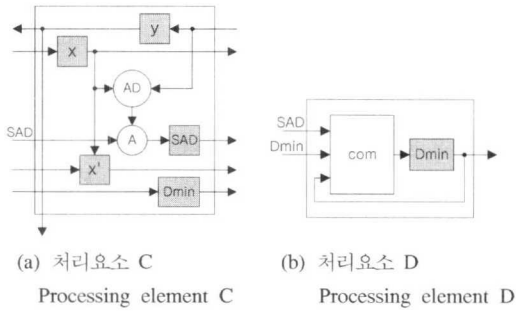 y
x
AD
SAD
A
SAD
x'
Dmin
SAD
Dmin
com
Dmin
(a) 처리요소 C
Processing element C
(b) 처리요소 D
Processing element D